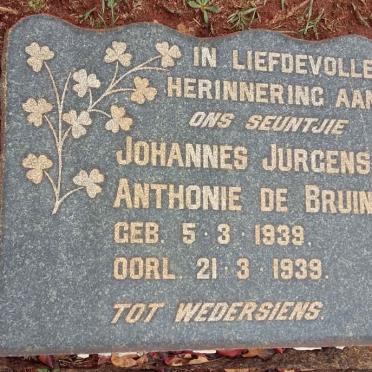 IN LIEFDEVOLLE
HERINNERING AAN
ONS SEUNTJIE
JOHANNES JURGENS
ANTHONIE DE BRUIN
GEB. 5·3·1939.
OORL. 21·3·1939.
TOT WEDERSIENS.